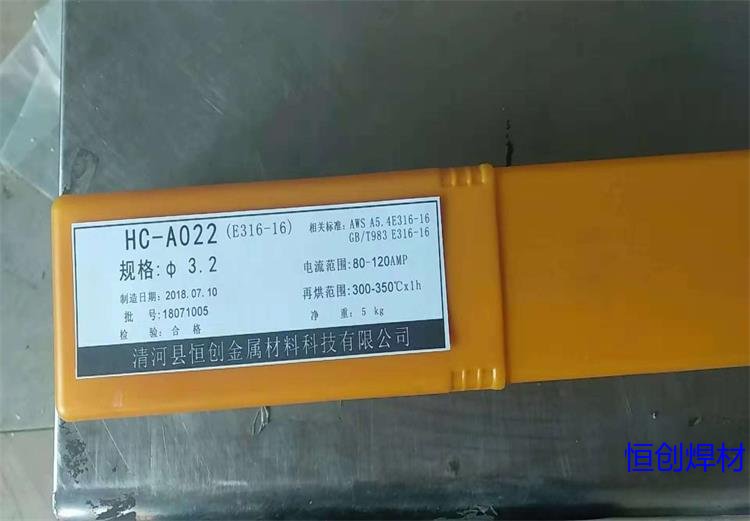 HC-A022 (E316-16)
相关标准: AWS A5.4E316-16
GB/T983 E316-16
规格:φ 3.2
电流范围:80-120AMP
制造日期: 2018.07.10
再烘范围:300-350℃x1h
批 号:18071005
净 重: 5 kg
检 验: 合 格
清河县恒创金属材料科技有限公司
恒创焊材